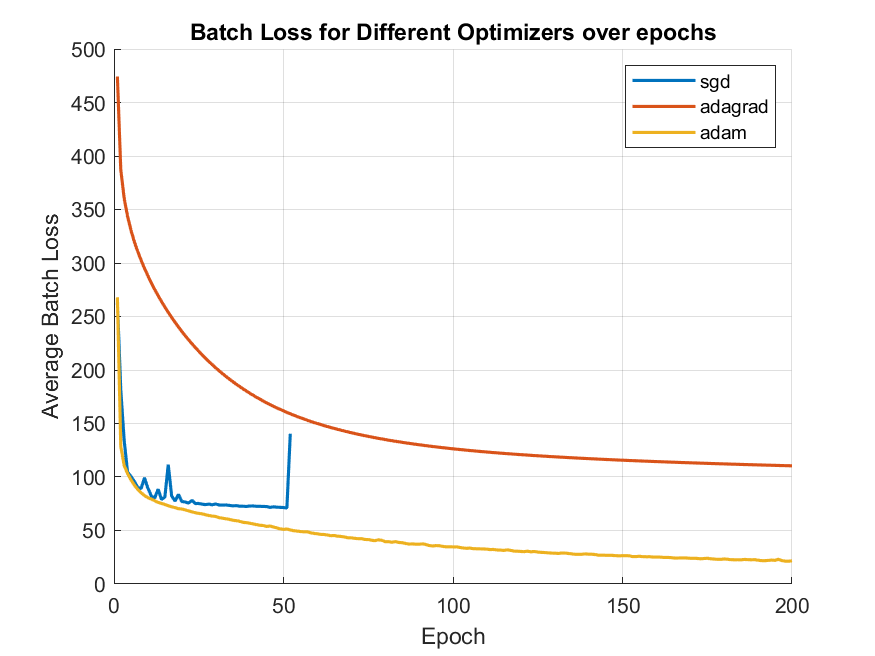 Batch Loss for Different Optimizers over epochs
500
450
400
350
300
250
200
150
100
50
0
Average Batch Loss
sgd
adagrad
adam
0 50 100 150 200
Epoch